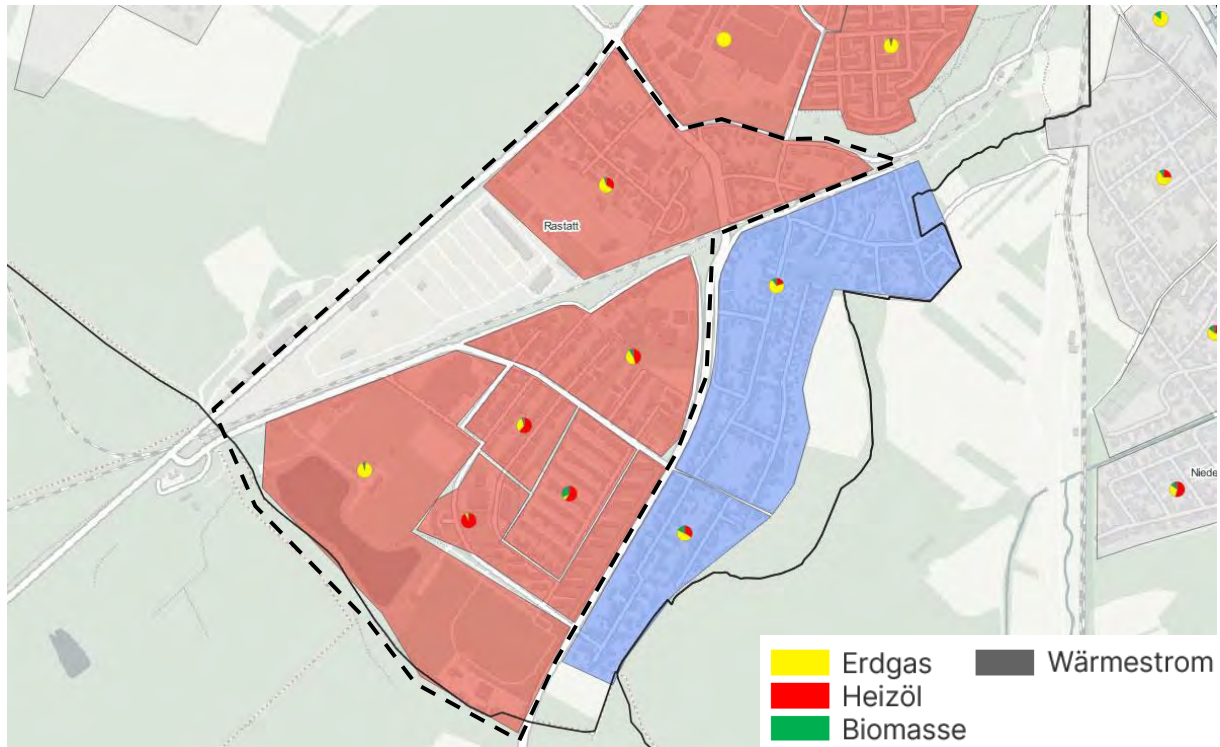 Rastatt
Niede
Erdgas
Wärmestrom
Heizöl
Biomasse